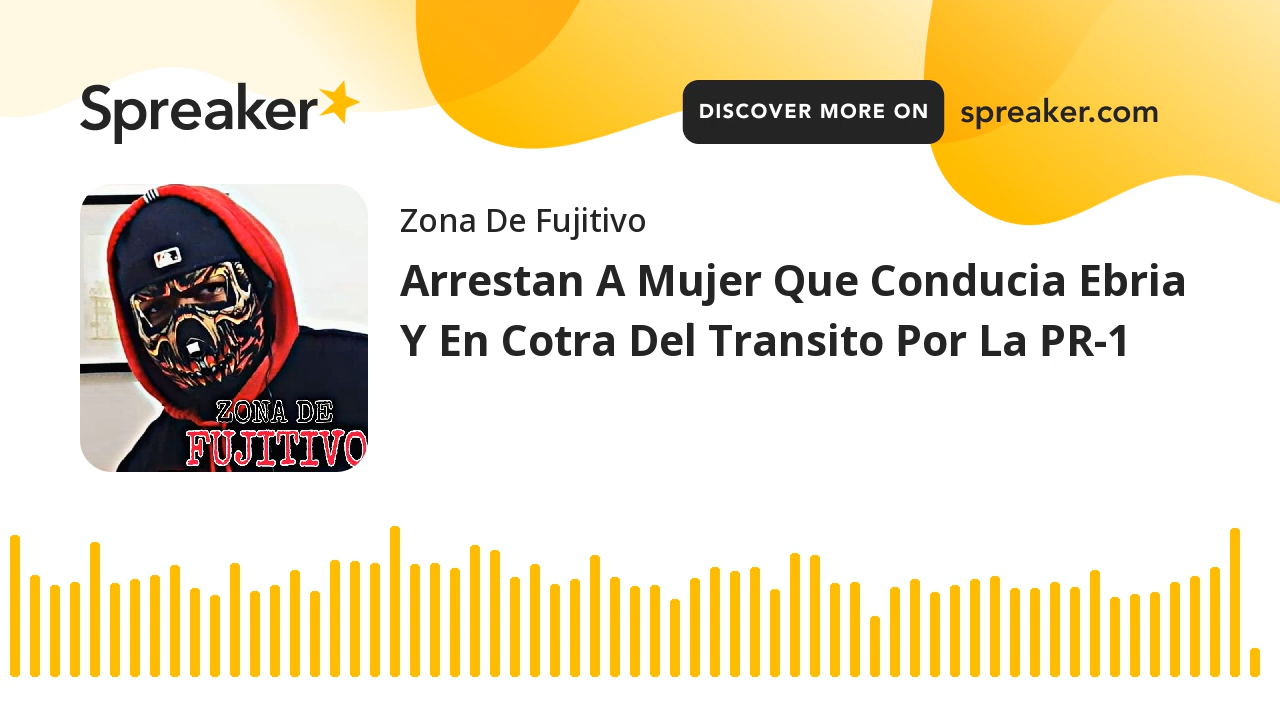 Spreaker
DISCOVER MORE ON
spreaker.com
Zona De Fujitivo
Arrestan A Mujer Que Conducia Ebria
Y En Cotra Del Transito Por La PR-1
ZONA DE
FUJITIVO